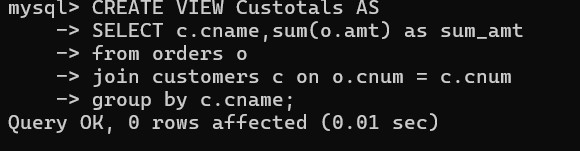 mysql> CREATE VIEW Custotals AS
-> SELECT c.cname,sum(o.amt) as sum_amt
-> from orders o
-> join customers c on o.cnum = c.cnum
-> group by c.cname;
Query OK, 0 rows affected (0.01 sec)